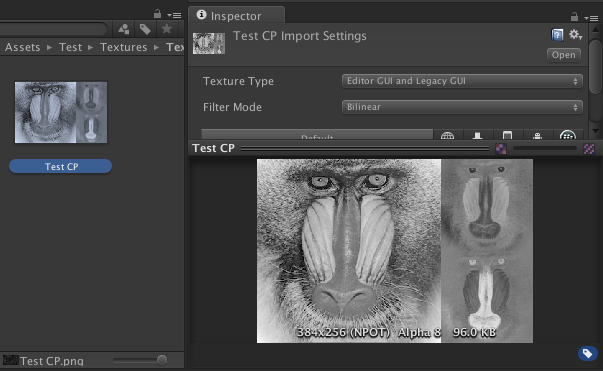 Inspector
Test CP Import Settings
Open
Assets ▸ Test ▸ Textures ▸
Texture Type
Editor GUI and Legacy GUI
Filter Mode
Bilinear
Default
Test CP
Test CP
384x256 (NPOT) Alpha 8 96.0 KB
Test CP.png